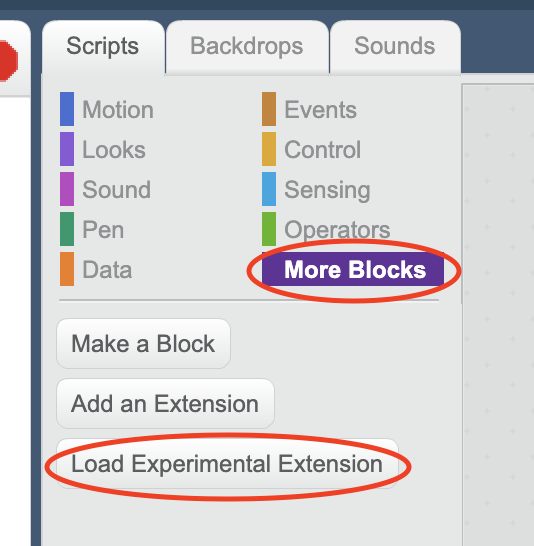 Scripts Backdrops Sounds
Motion Events
Looks Control
Sound Sensing
Pen Operators
Data More Blocks
Make a Block
Add an Extension
Load Experimental Extension